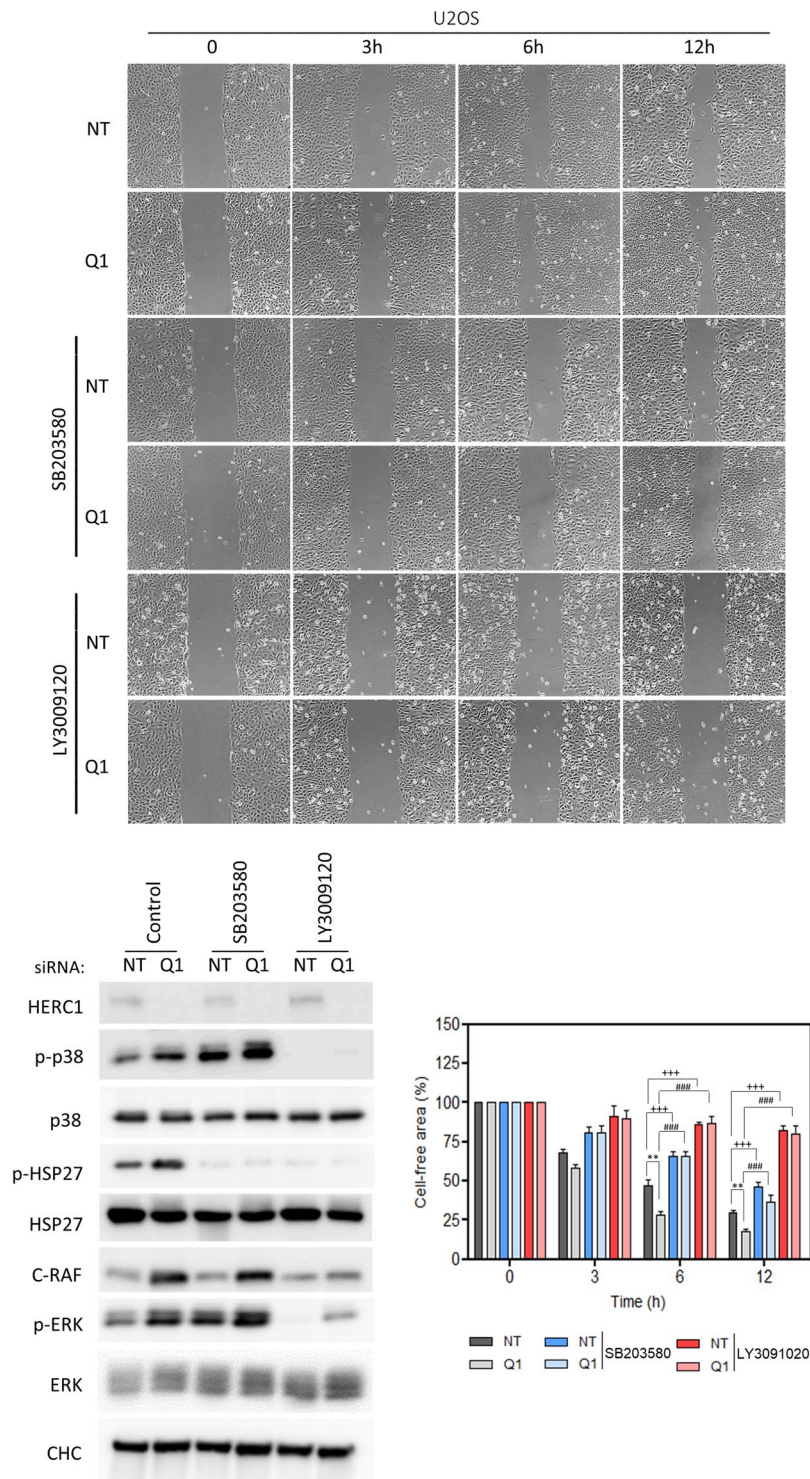 U2OS
0 3h 6h 12h
NT
Q1
SB203580
NT
Q1
LY3009120
NT
Q1
Control SB203580 LY3009120
siRNA: NT Q1 NT Q1 NT Q1
HERC1
p-p38
p38
p-HSP27
HSP27
C-RAF
p-ERK
ERK
CHC
150
125
100
75
50
25
0
Cell-free area (%)
+++
###
+++
###
**
+++
###
+++
###
**
0 3 6 12
Time (h)
NT NT NT
Q1 Q1 SB203580 Q1 LY3091020